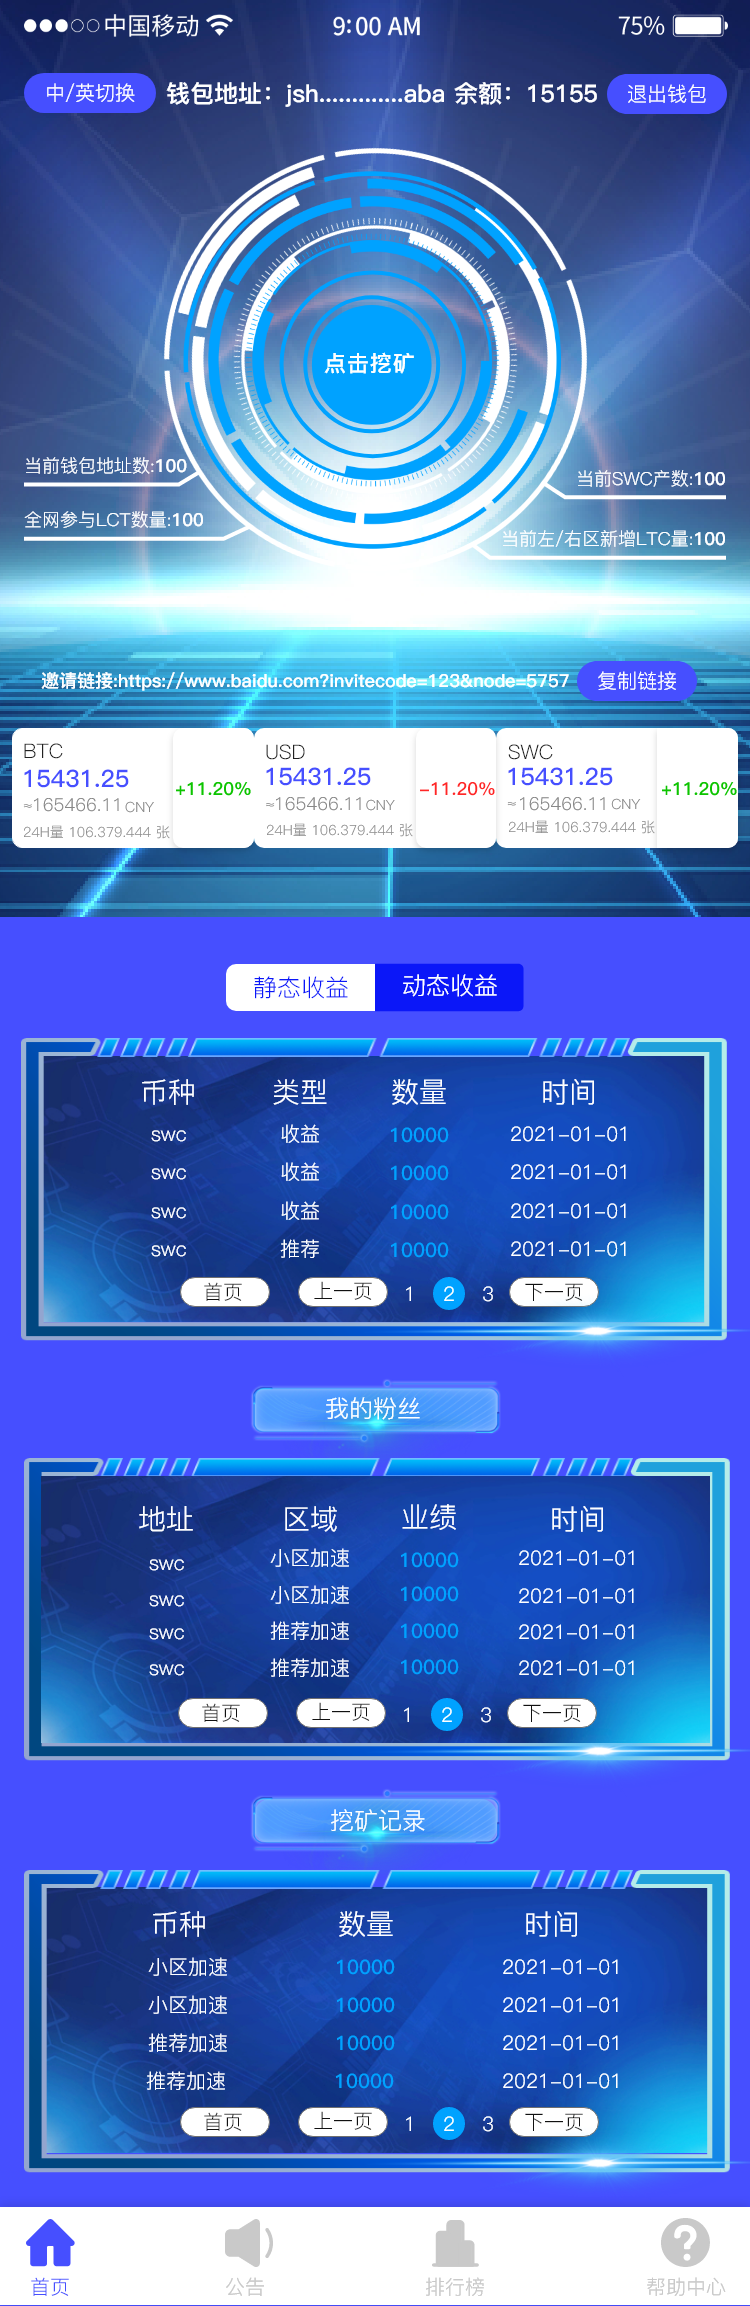 中国移动 9:00 AM 75%
中/英切换 钱包地址：jsh.............aba 余额：15155 退出钱包
点击挖矿
当前钱包地址数:100
当前SWC产数:100
全网参与LCT数量:100
当前左/右区新增LTC量:100
邀请链接:https://www.baidu.com?invitecode=123&node=5757 复制链接
BTC
15431.25
≈165466.11 CNY
24H量 106.379.444 张
+11.20%
USD
15431.25
≈165466.11 CNY
24H量 106.379.444 张
-11.20%
SWC
15431.25
≈165466.11 CNY
24H量 106.379.444 张
+11.20%
静态收益 动态收益
币种 类型 数量 时间
SWC 收益 10000 2021-01-01
SWC 收益 10000 2021-01-01
SWC 收益 10000 2021-01-01
SWC 推荐 10000 2021-01-01
首页 上一页 1 2 3 下一页
我的粉丝
地址 区域 业绩 时间
SWC 小区加速 10000 2021-01-01
SWC 小区加速 10000 2021-01-01
SWC 推荐加速 10000 2021-01-01
SWC 推荐加速 10000 2021-01-01
首页 上一页 1 2 3 下一页
挖矿记录
币种 数量 时间
小区加速 10000 2021-01-01
小区加速 10000 2021-01-01
推荐加速 10000 2021-01-01
推荐加速 10000 2021-01-01
首页 上一页 1 2 3 下一页
首页 公告 排行榜 帮助中心